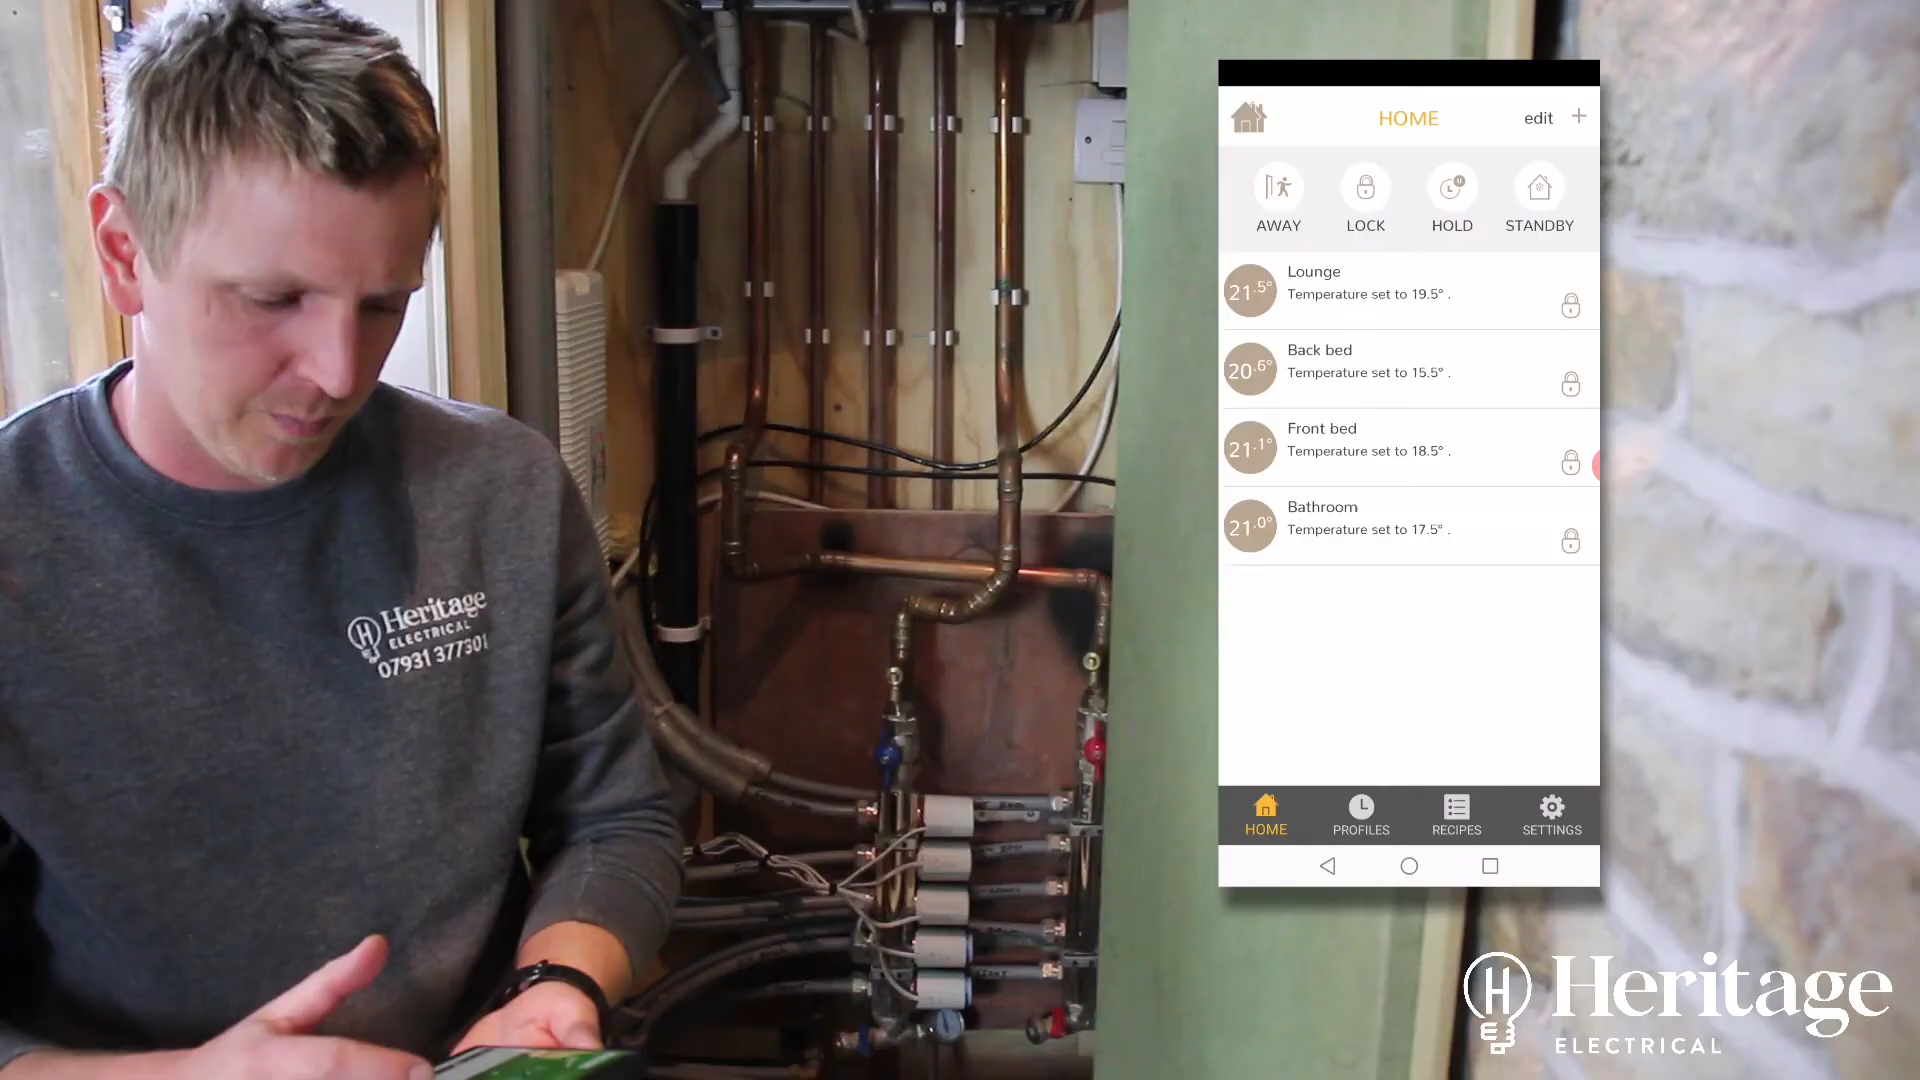 Heritage
ELECTRICAL
07931 377301
HOME
edit +
AWAY
LOCK
HOLD
STANDBY
21.5°
Lounge
Temperature set to 19.5° .
20.6°
Back bed
Temperature set to 15.5° .
21.1°
Front bed
Temperature set to 18.5° .
21.0°
Bathroom
Temperature set to 17.5° .
HOME
PROFILES
RECIPES
SETTINGS
H Heritage
ELECTRICAL